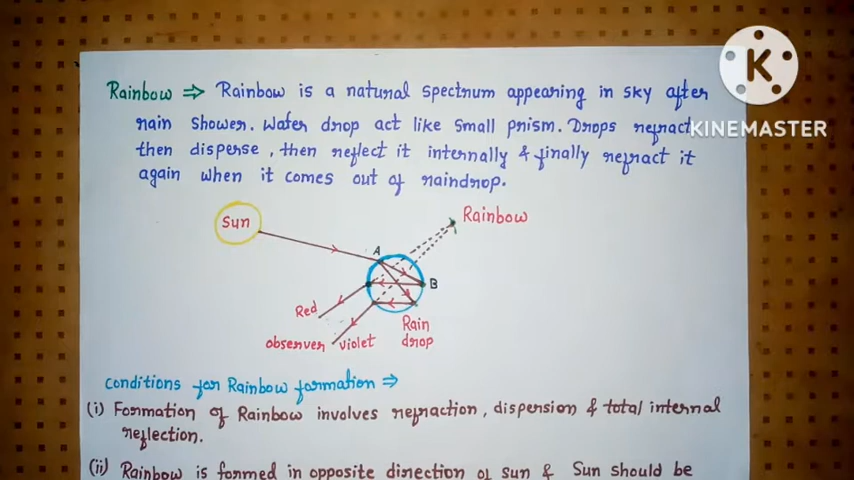 Rainbow ⇒ Rainbow is a natural spectrum appearing in sky after
rain shower. Water drop act like small prism. Drops refract
then disperse, then reflect it internally & finally refract it
again when it comes out of raindrop.
K
KINEMASTER
Sun
Rainbow
A
B
Red
Rain
drop
observer violet
conditions for Rainbow formation ⇒
(i) Formation of Rainbow involves refraction, dispersion & total internal
reflection.
(ii) Rainbow is formed in opposite direction of sun & Sun should be